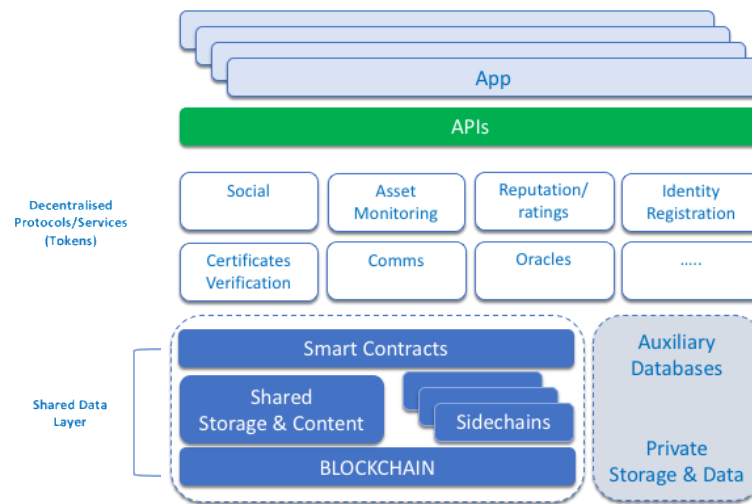 App
APIs
Decentralised
Protocols/Services
(Tokens)
Social
Asset
Monitoring
Reputation/
ratings
Identity
Registration
Certificates
Verification
Comms
Oracles
.....
Shared Data
Layer
Smart Contracts
Shared
Storage & Content
Sidechains
BLOCKCHAIN
Auxiliary
Databases
Private
Storage & Data